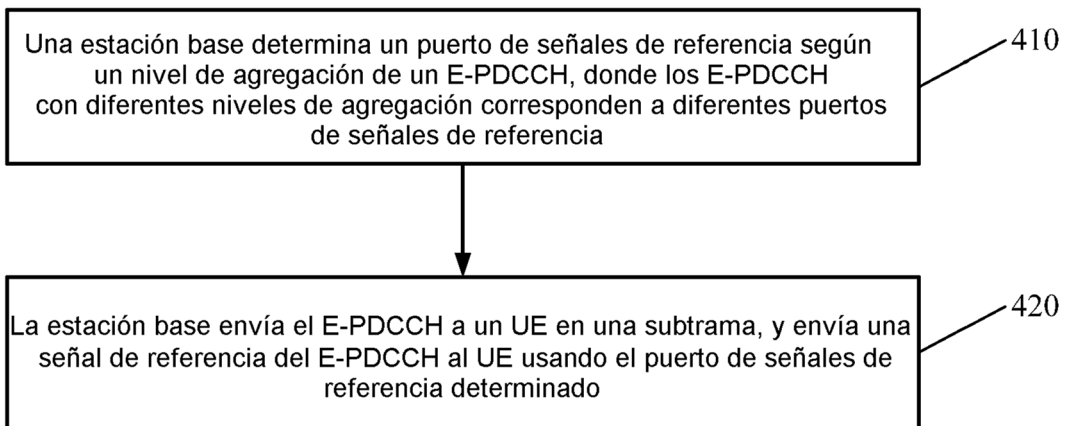 Una estación base determina un puerto de señales de referencia según
un nivel de agregación de un E-PDCCH, donde los E-PDCCH
con diferentes niveles de agregación corresponden a diferentes puertos
de señales de referencia
410
La estación base envía el E-PDCCH a un UE en una subtrama, y envía una
señal de referencia del E-PDCCH al UE usando el puerto de señales de
referencia determinado
420